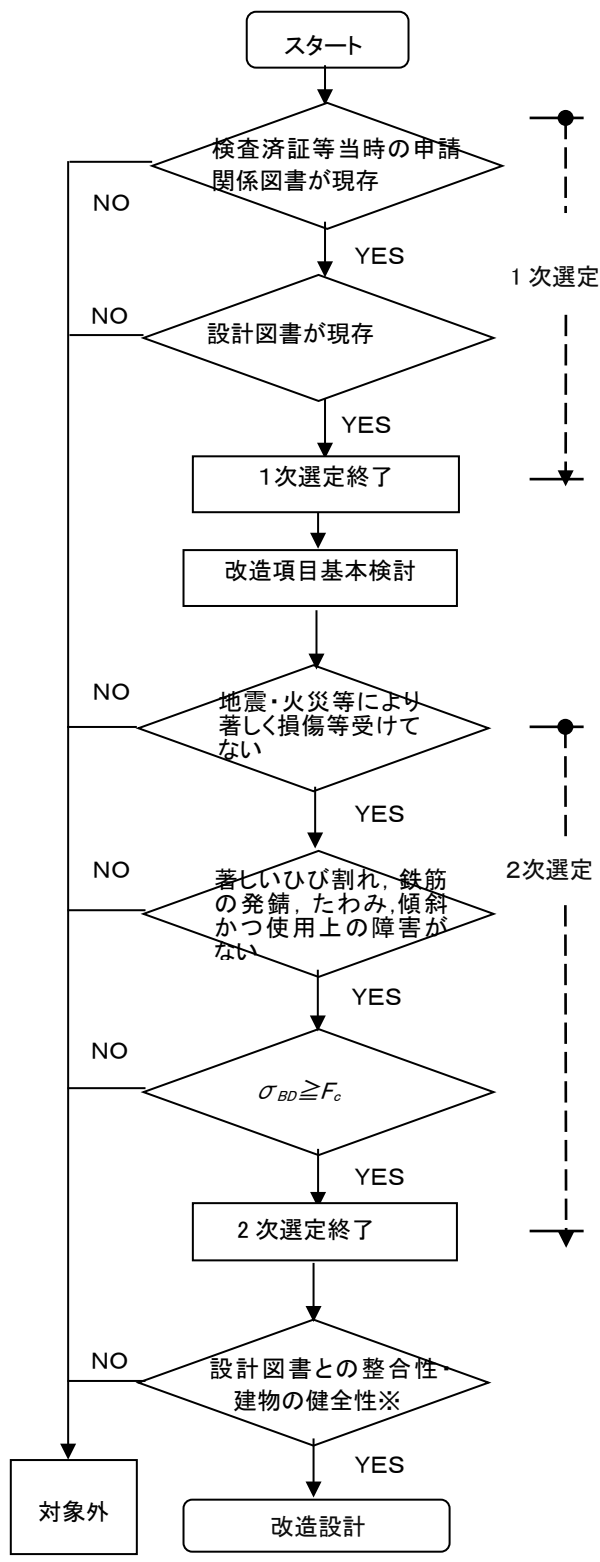 スタート
検査済証等当時の申請
関係図書が現存
NO
YES
1 次選定
NO
設計図書が現存
YES
1次選定終了
改造項目基本検討
NO
地震・火災等により
著しく損傷等受けて
ない
YES
NO
著しいひび割れ, 鉄筋
の発錆, たわみ,傾斜
かつ使用上の障害が
ない
2次選定
YES
NO
σBD≧Fc
YES
2 次選定終了
NO
設計図書との整合性・
建物の健全性※
YES
対象外
改造設計